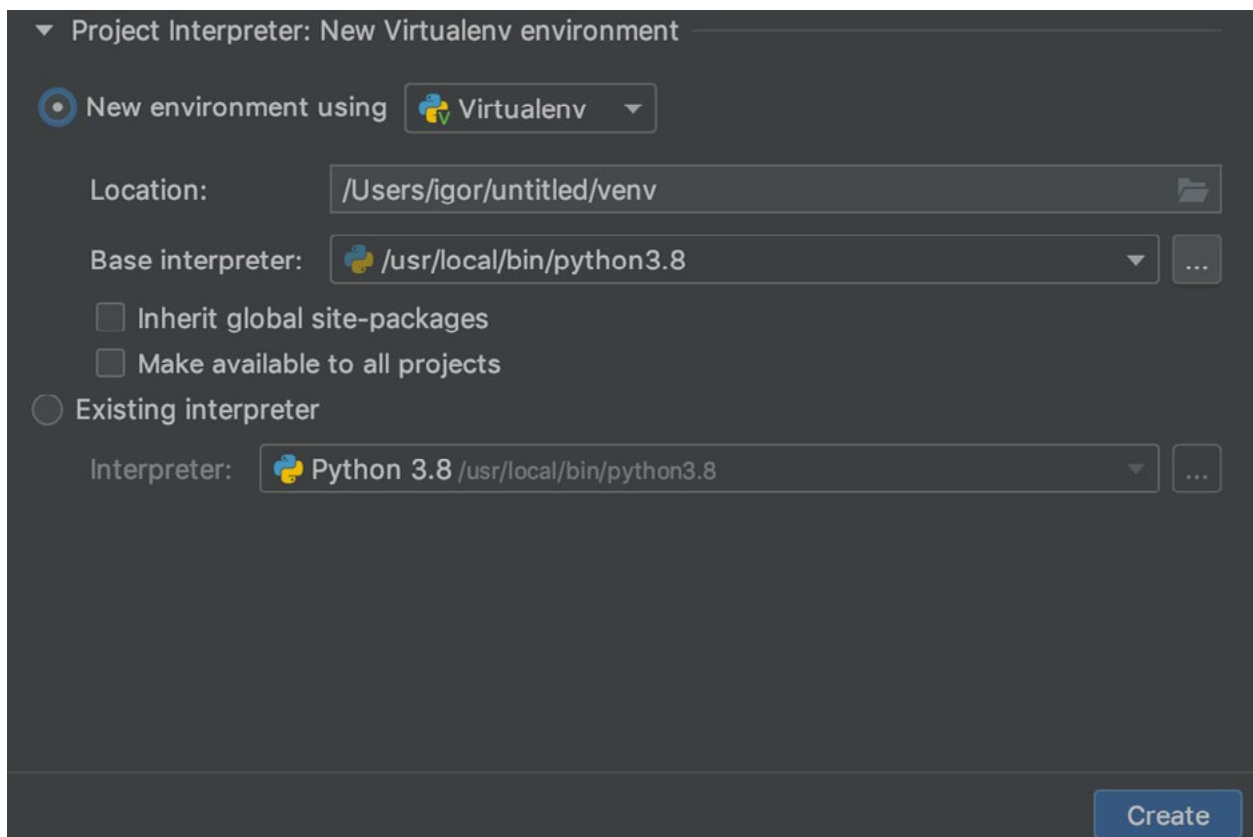 Project Interpreter: New Virtualenv environment
New environment using Virtualenv
Location: /Users/igor/untitled/venv
Base interpreter: /usr/local/bin/python3.8 ...
Inherit global site-packages
Make available to all projects
Existing interpreter
Interpreter: Python 3.8 /usr/local/bin/python3.8 ...
Create